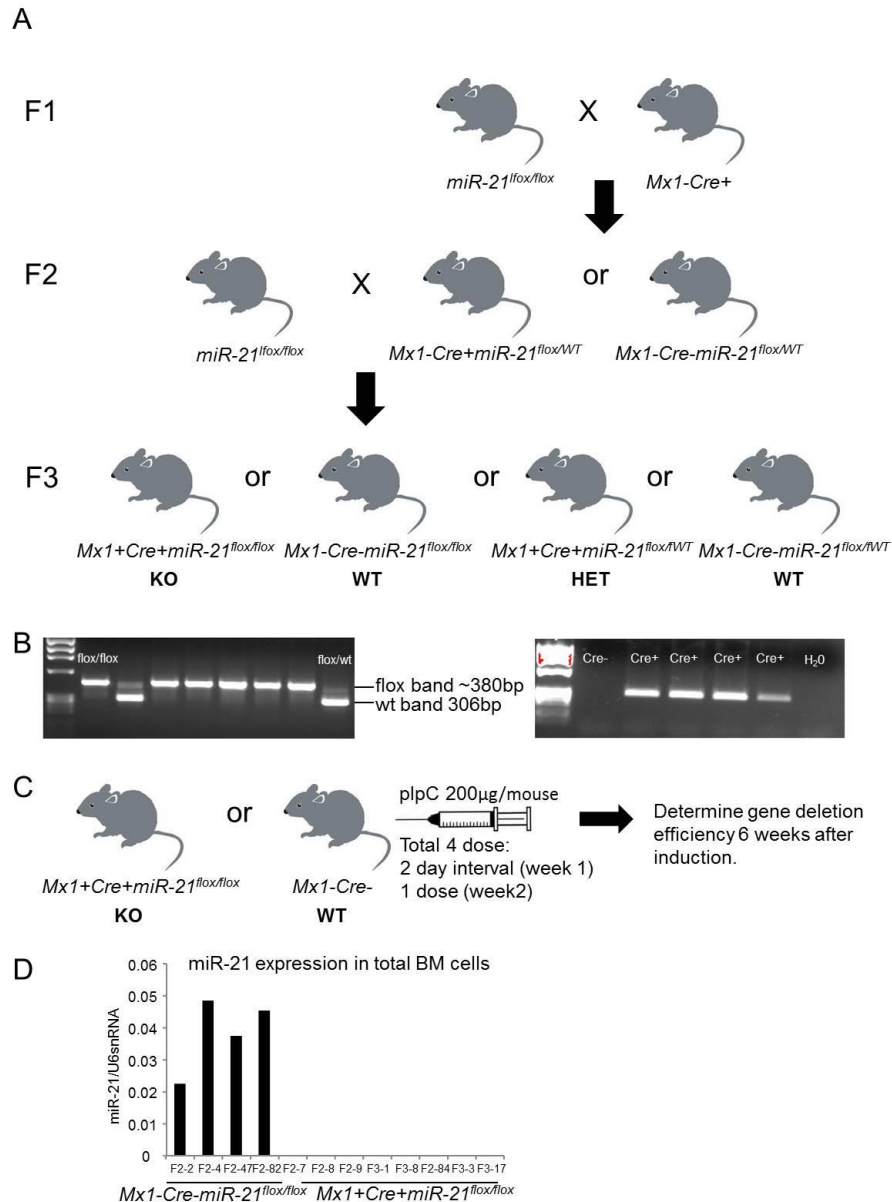 A
F1
X
miR-21lfox/flox
Mx1-Cre+
F2
X
or
miR-21lfox/flox
Mx1-Cre+miR-21flox/WT
Mx1-Cre-miR-21flox/WT
F3
or
or
or
Mx1+Cre+miR-21flox/flox
Mx1-Cre-miR-21flox/flox
Mx1+Cre+miR-21flox/fWT
Mx1-Cre-miR-21flox/fWT
KO
WT
HET
WT
B
flox/flox
flox/wt
flox band ~380bp
wt band 306bp
Cre-
Cre+
Cre+
Cre+
Cre+
H20
C
or
Mx1+Cre+miR-21flox/flox
KO
Mx1-Cre-
WT
pIpC 200µg/mouse
Total 4 dose:
2 day interval (week 1)
1 dose (week2)
Determine gene deletion
efficiency 6 weeks after
induction.
D
miR-21 expression in total BM cells
miR-21/U6snRNA
0.06
0.05
0.04
0.03
0.02
0.01
0
F2-2 F2-4 F2-47 F2-82 F2-7 F2-8 F2-9 F3-1 F3-8 F2-84 F3-3 F3-17
Mx1-Cre-miR-21flox/flox
Mx1+Cre+miR-21flox/flox